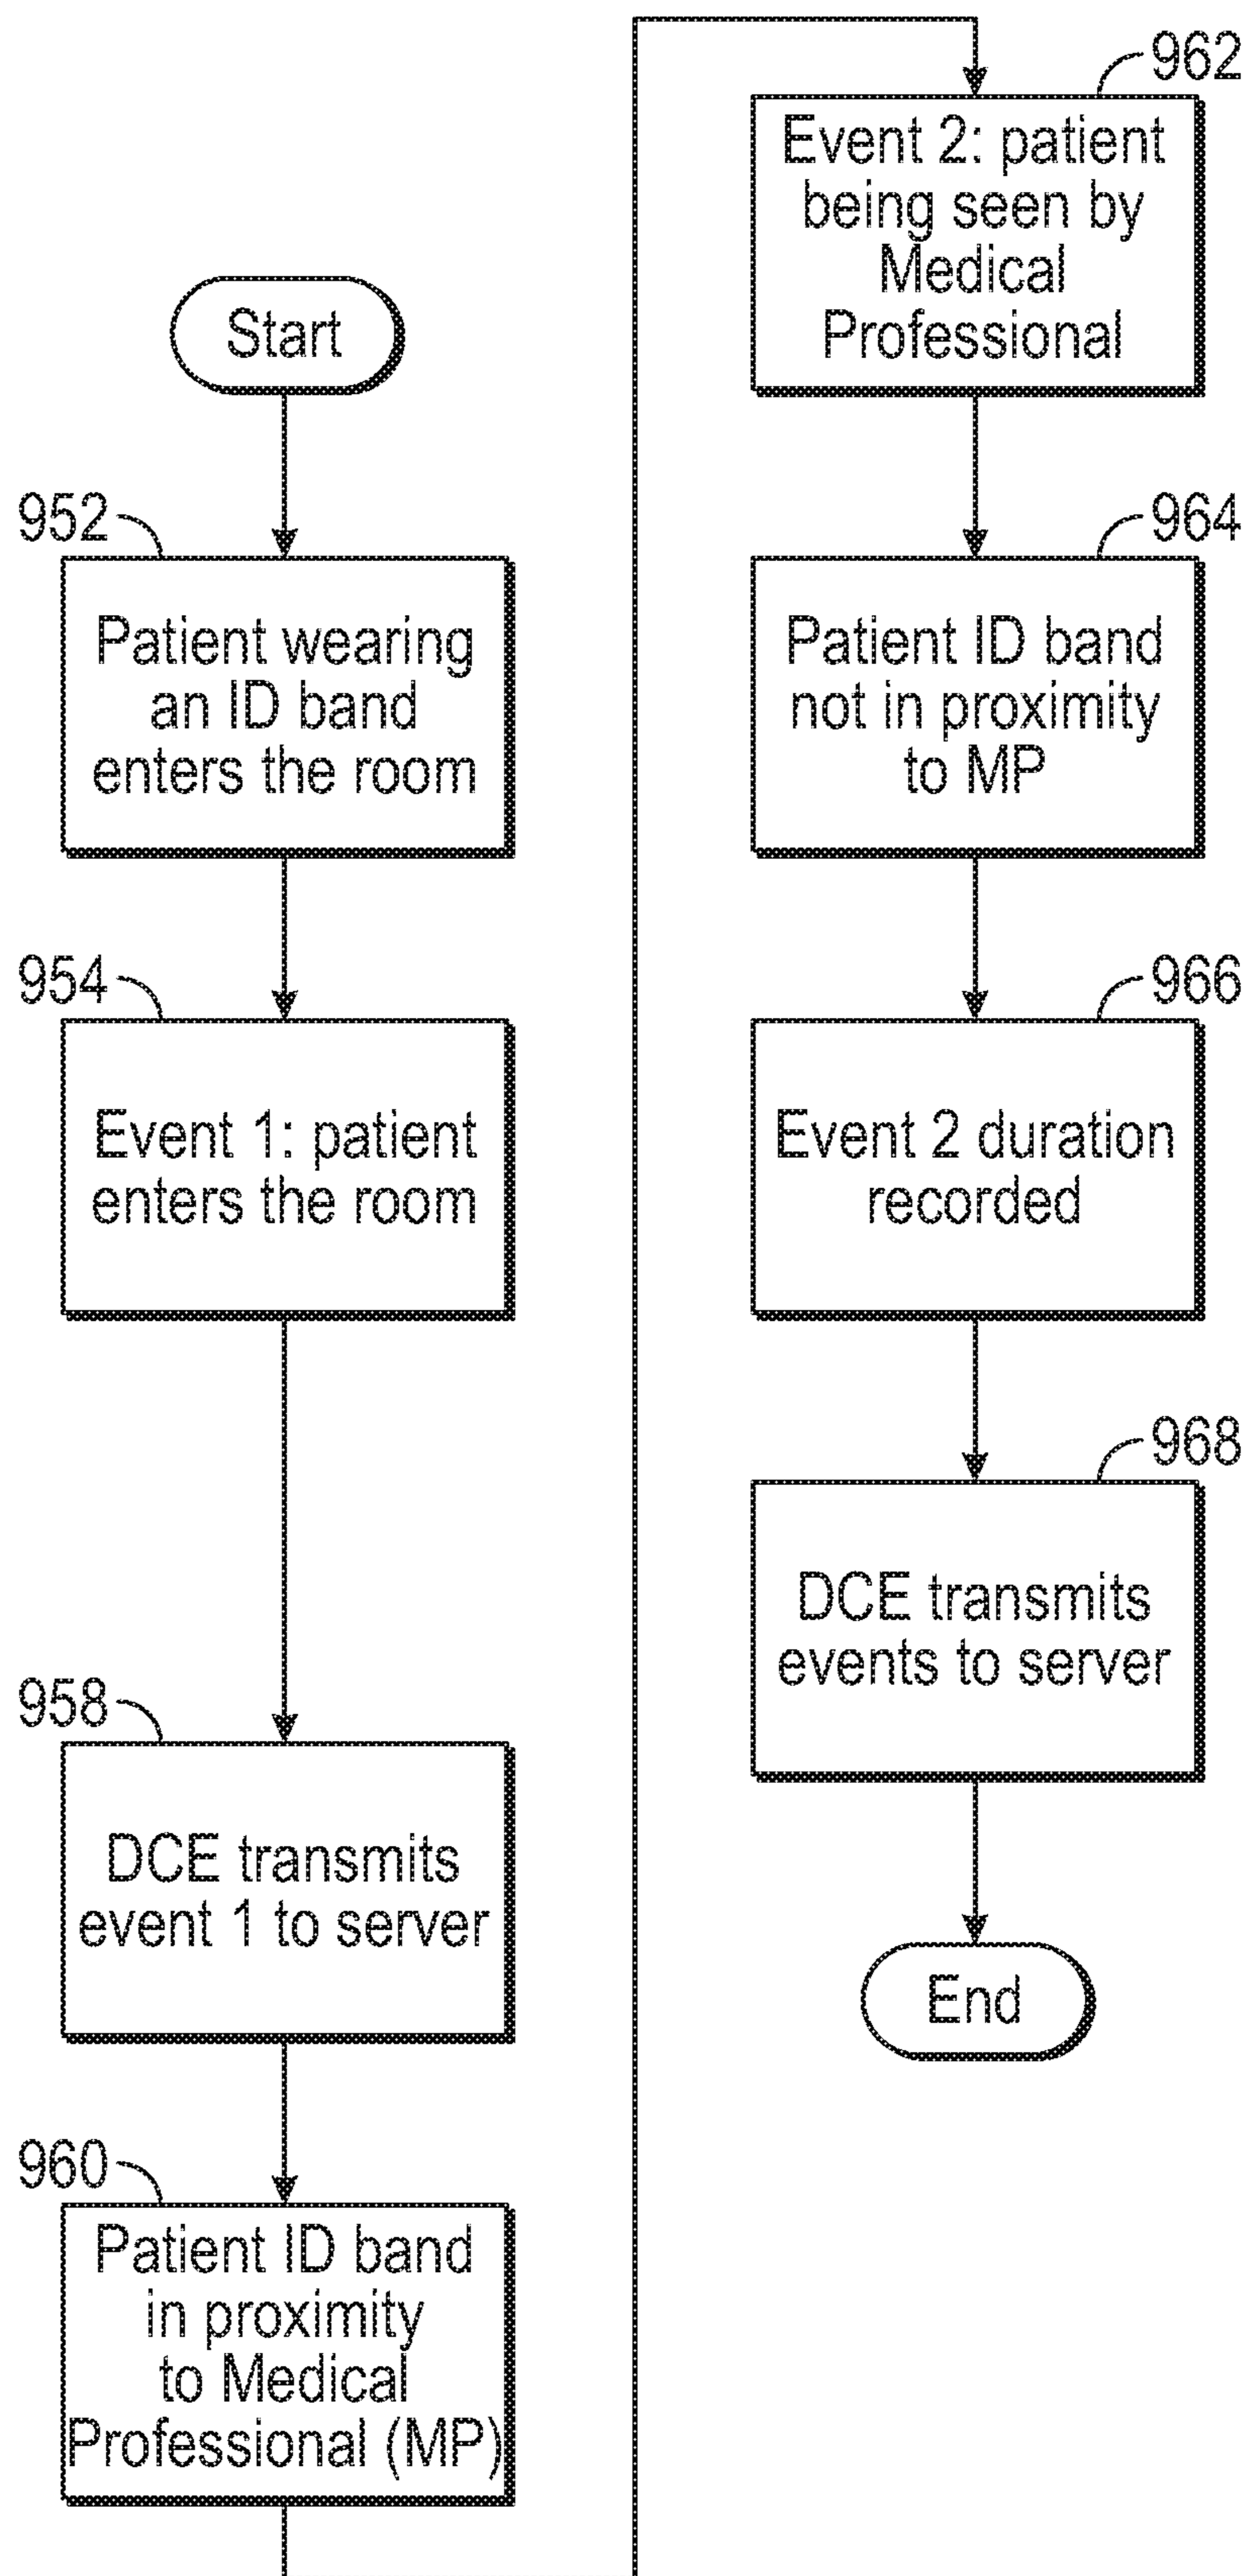 Start
952
Patient wearing
an ID band
enters the room
954
Event 1: patient
enters the room
958
DCE transmits
event 1 to server
960
Patient ID band
in proximity
to Medical
Professional (MP)
962
Event 2: patient
being seen by
Medical
Professional
964
Patient ID band
not in proximity
to MP
966
Event 2 duration
recorded
968
DCE transmits
events to server
End